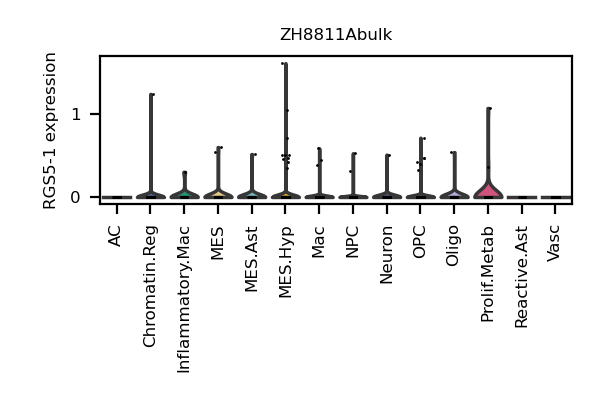 ZH8811Abulk
RGS5-1 expression
1
0
AC
Chromatin.Reg
Inflammatory.Mac
MES
MES.Ast
MES.Hyp
Mac
NPC
Neuron
OPC
Oligo
Prolif.Metab
Reactive.Ast
Vasc